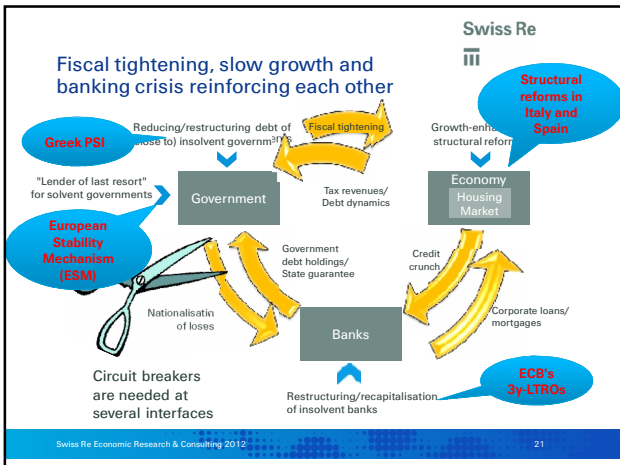 Swiss Re
Fiscal tightening, slow growth and
banking crisis reinforcing each other
Structural
reforms in
Italy and
Spain
Greek PSI
Reducing/restructuring debt of
close to) insolvent governm
Fiscal tightening
Growth-enha
structural reform
"Lender of last resort"
for solvent governments
Government
Tax revenues/
Debt dynamics
Economy
Housing
Market
European
Stability
Mechanism
(ESM)
Government
debt holdings/
State guarantee
Credit
crunch
Nationalisatin
of loses
Banks
Corporate loans/
mortgages
Circuit breakers
are needed at
several interfaces
Restructuring/recapitalisation
of insolvent banks
ECB's
3y-LTROs
Swiss Re Economic Research & Consulting 2012
21